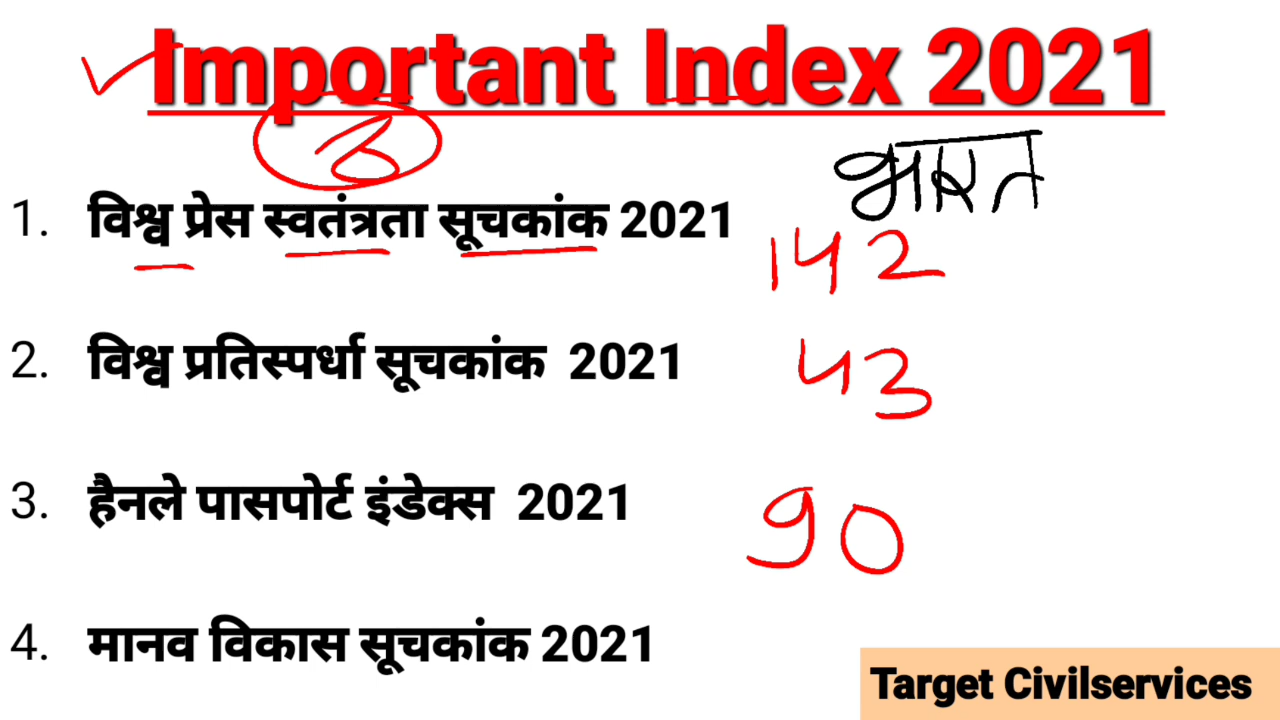 Important Index 2021
3
भारत
1. विश्व प्रेस स्वतंत्रता सूचकांक 2021 142
2. विश्व प्रतिस्पर्धा सूचकांक 2021 43
3. हैनले पासपोर्ट इंडेक्स 2021 90
4. मानव विकास सूचकांक 2021
Target Civilservices